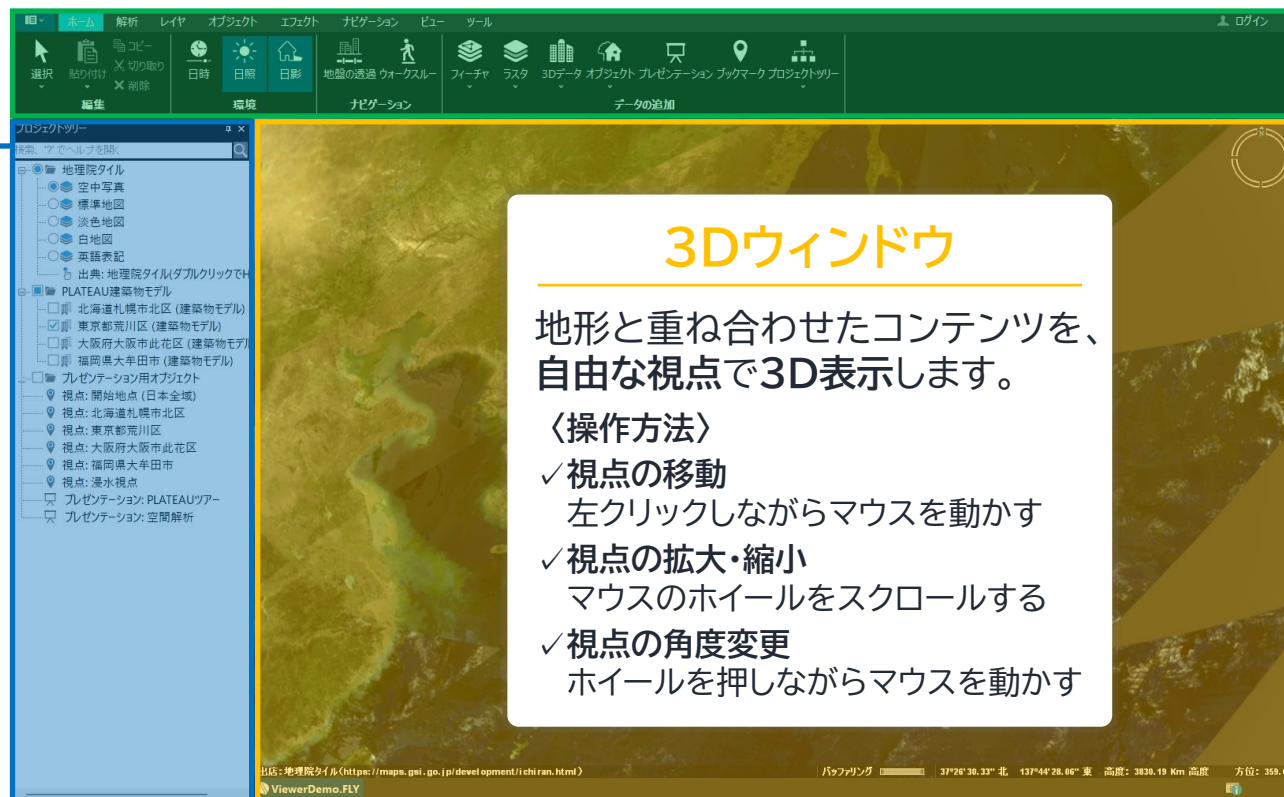 ホーム 解析 レイヤ オブジェクト エフェクト ナビゲーション ビュー ツール ログイン
選択 貼り付け コピー 切り取り 削除 日時 日照 日影 地盤の透過 ウォークスルー フィーチャ ラスタ 3Dデータ オブジェクト プレゼンテーション ブックマーク プロジェクトツリー
編集 環境 ナビゲーション データの追加
プロジェクトツリー
検索、'?'でヘルプを開く
地理院タイル
空中写真
標準地図
淡色地図
白地図
英語表記
出典: 地理院タイル(ダブルクリックでH
PLATEAU建築物モデル
北海道札幌市北区 (建築物モデル)
東京都荒川区 (建築物モデル)
大阪府大阪市此花区 (建築物モデル
福岡県大牟田市 (建築物モデル)
プレゼンテーション用オブジェクト
視点: 開始地点 (日本全域)
視点: 北海道札幌市北区
視点: 東京都荒川区
視点: 大阪府大阪市此花区
視点: 福岡県大牟田市
視点: 浸水視点
プレゼンテーション: PLATEAUツアー
プレゼンテーション: 空間解析
3Dウィンドウ
地形と重ね合わせたコンテンツを、
自由な視点で3D表示します。
〈操作方法〉
✓視点の移動
左クリックしながらマウスを動かす
✓視点の拡大・縮小
マウスのホイールをスクロールする
✓視点の角度変更
ホイールを押しながらマウスを動かす
出店: 地理院タイル(https://maps.gsi.go.jp/development/ichiran.html) バッファリング 37°26'30.33" 北 137°44'28.06" 東 高度: 3830.19 Km 高度 方位: 359.
ViewerDemo.FLY